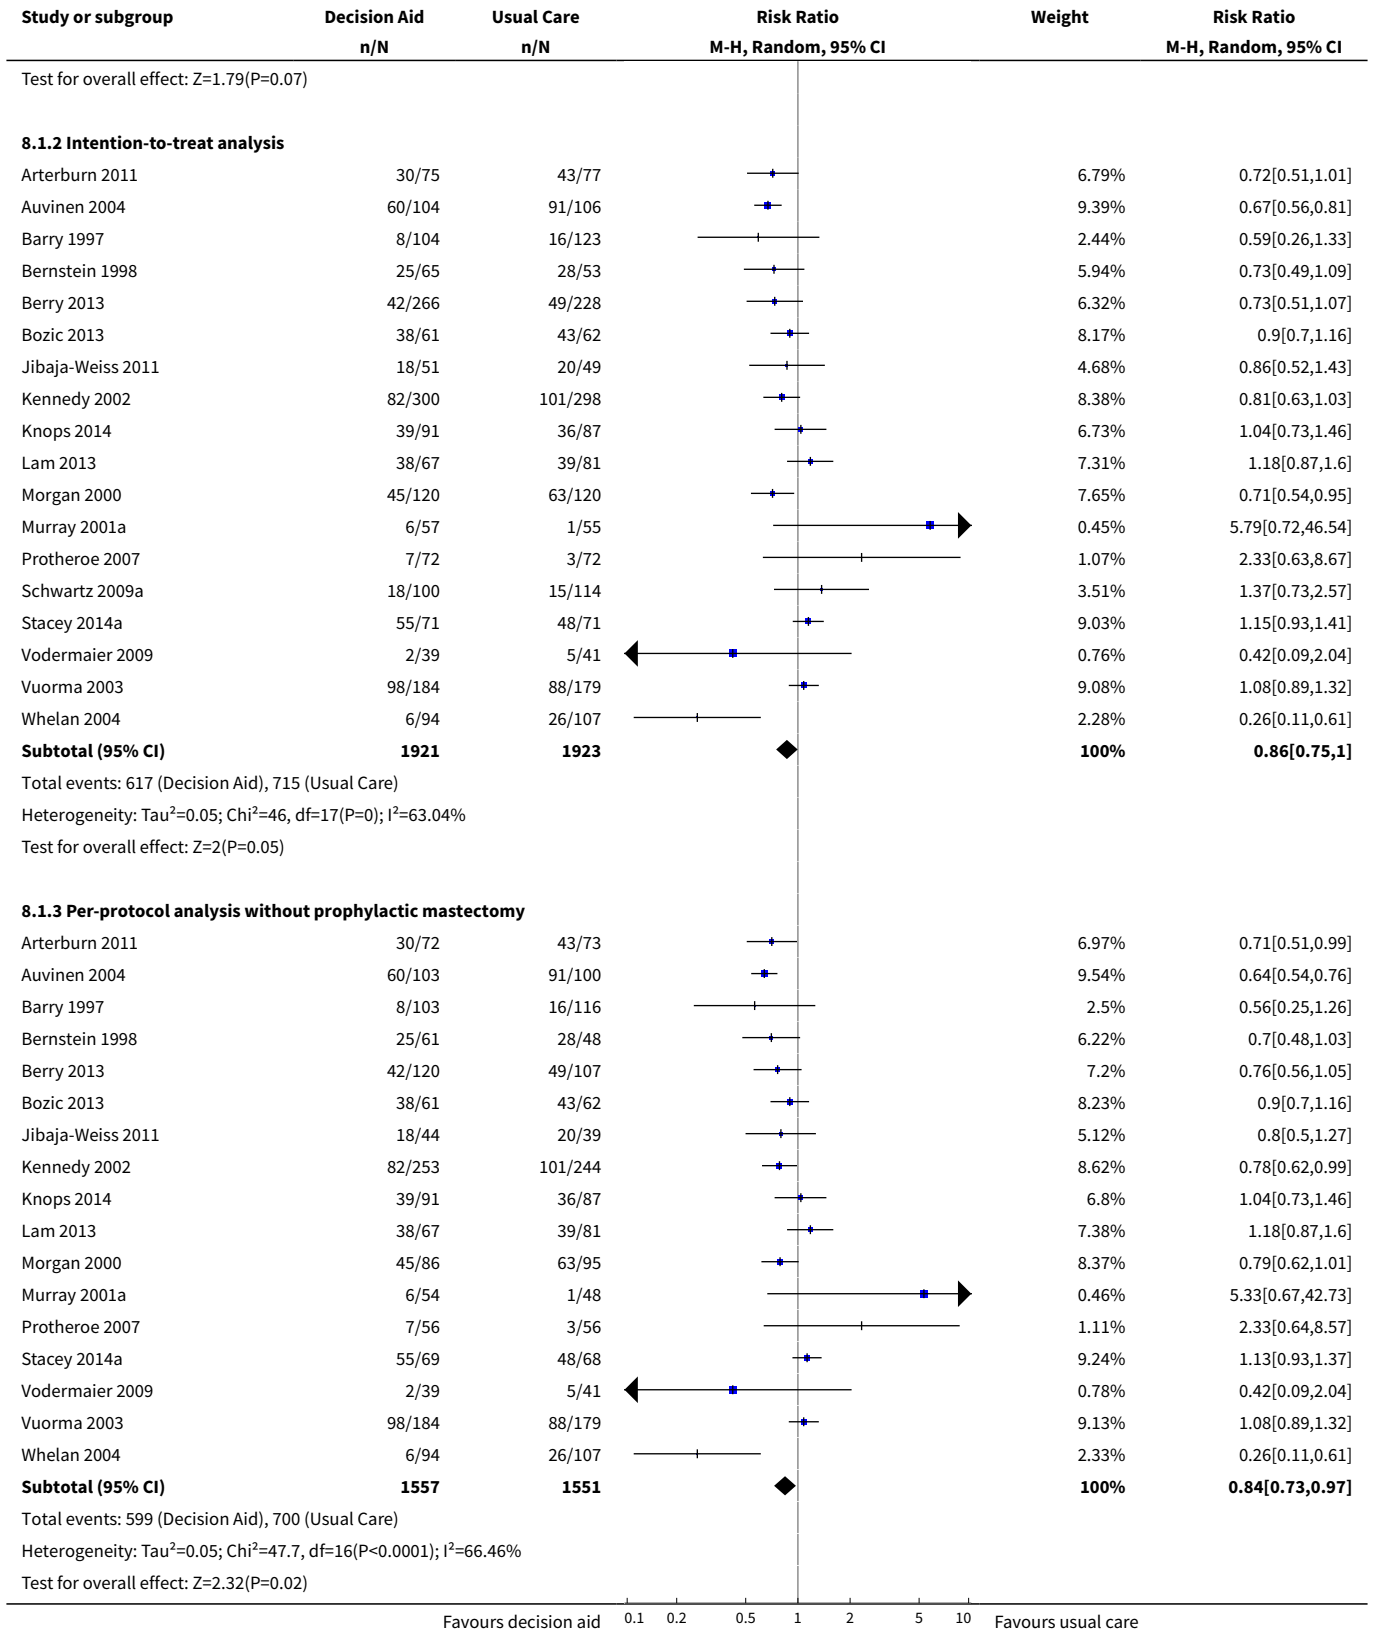 Study or subgroup Decision Aid Usual Care Risk Ratio Weight Risk Ratio
n/N n/N M-H, Random, 95% CI M-H, Random, 95% CI
Test for overall effect: Z=1.79(P=0.07)
8.1.2 Intention-to-treat analysis
Arterburn 2011 30/75 43/77 6.79% 0.72[0.51,1.01]
Auvinen 2004 60/104 91/106 9.39% 0.67[0.56,0.81]
Barry 1997 8/104 16/123 2.44% 0.59[0.26,1.33]
Bernstein 1998 25/65 28/53 5.94% 0.73[0.49,1.09]
Berry 2013 42/266 49/228 6.32% 0.73[0.51,1.07]
Bozic 2013 38/61 43/62 8.17% 0.9[0.7,1.16]
Jibaja-Weiss 2011 18/51 20/49 4.68% 0.86[0.52,1.43]
Kennedy 2002 82/300 101/298 8.38% 0.81[0.63,1.03]
Knops 2014 39/91 36/87 6.73% 1.04[0.73,1.46]
Lam 2013 38/67 39/81 7.31% 1.18[0.87,1.6]
Morgan 2000 45/120 63/120 7.65% 0.71[0.54,0.95]
Murray 2001a 6/57 1/55 0.45% 5.79[0.72,46.54]
Protheroe 2007 7/72 3/72 1.07% 2.33[0.63,8.67]
Schwartz 2009a 18/100 15/114 3.51% 1.37[0.73,2.57]
Stacey 2014a 55/71 48/71 9.03% 1.15[0.93,1.41]
Vodermaier 2009 2/39 5/41 0.76% 0.42[0.09,2.04]
Vuorma 2003 98/184 88/179 9.08% 1.08[0.89,1.32]
Whelan 2004 6/94 26/107 2.28% 0.26[0.11,0.61]
Subtotal (95% CI) 1921 1923 100% 0.86[0.75,1]
Total events: 617 (Decision Aid), 715 (Usual Care)
Heterogeneity: Tau²=0.05; Chi²=46, df=17(P=0); I²=63.04%
Test for overall effect: Z=2(P=0.05)
8.1.3 Per-protocol analysis without prophylactic mastectomy
Arterburn 2011 30/72 43/73 6.97% 0.71[0.51,0.99]
Auvinen 2004 60/103 91/100 9.54% 0.64[0.54,0.76]
Barry 1997 8/103 16/116 2.5% 0.56[0.25,1.26]
Bernstein 1998 25/61 28/48 6.22% 0.7[0.48,1.03]
Berry 2013 42/120 49/107 7.2% 0.76[0.56,1.05]
Bozic 2013 38/61 43/62 8.23% 0.9[0.7,1.16]
Jibaja-Weiss 2011 18/44 20/39 5.12% 0.8[0.5,1.27]
Kennedy 2002 82/253 101/244 8.62% 0.78[0.62,0.99]
Knops 2014 39/91 36/87 6.8% 1.04[0.73,1.46]
Lam 2013 38/67 39/81 7.38% 1.18[0.87,1.6]
Morgan 2000 45/86 63/95 8.37% 0.79[0.62,1.01]
Murray 2001a 6/54 1/48 0.46% 5.33[0.67,42.73]
Protheroe 2007 7/56 3/56 1.11% 2.33[0.64,8.57]
Stacey 2014a 55/69 48/68 9.24% 1.13[0.93,1.37]
Vodermaier 2009 2/39 5/41 0.78% 0.42[0.09,2.04]
Vuorma 2003 98/184 88/179 9.13% 1.08[0.89,1.32]
Whelan 2004 6/94 26/107 2.33% 0.26[0.11,0.61]
Subtotal (95% CI) 1557 1551 100% 0.84[0.73,0.97]
Total events: 599 (Decision Aid), 700 (Usual Care)
Heterogeneity: Tau²=0.05; Chi²=47.7, df=16(P<0.0001); I²=66.46%
Test for overall effect: Z=2.32(P=0.02)
Favours decision aid 0.1 0.2 0.5 1 2 5 10 Favours usual care